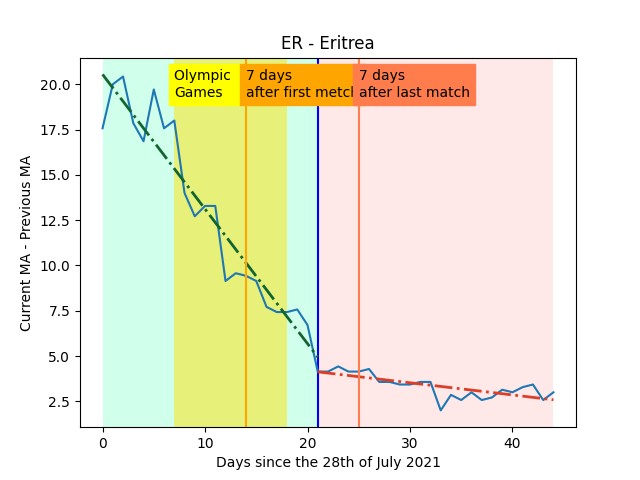 ER - Eritrea
Olympic
Games
7 days
after first metch
7 days
after last match
20.0
17.5
15.0
12.5
10.0
7.5
5.0
2.5
Current MA - Previous MA
0
10
20
30
40
Days since the 28th of July 2021